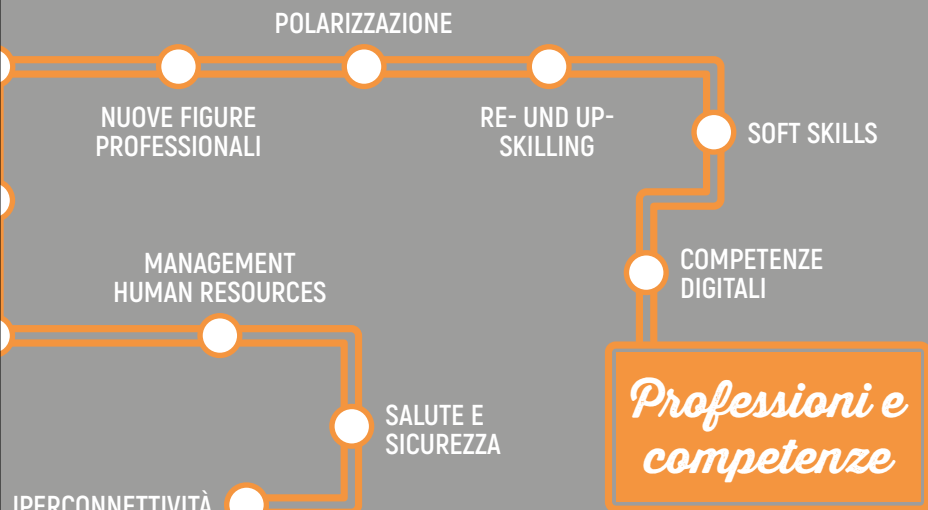 POLARIZZAZIONE
NUOVE FIGURE
PROFESSIONALI
RE- UND UP-
SKILLING
SOFT SKILLS
MANAGEMENT
HUMAN RESOURCES
COMPETENZE
DIGITALI
Professioni e
competenze
SALUTE E
SICUREZZA
IPERCONNETTIVITÀ